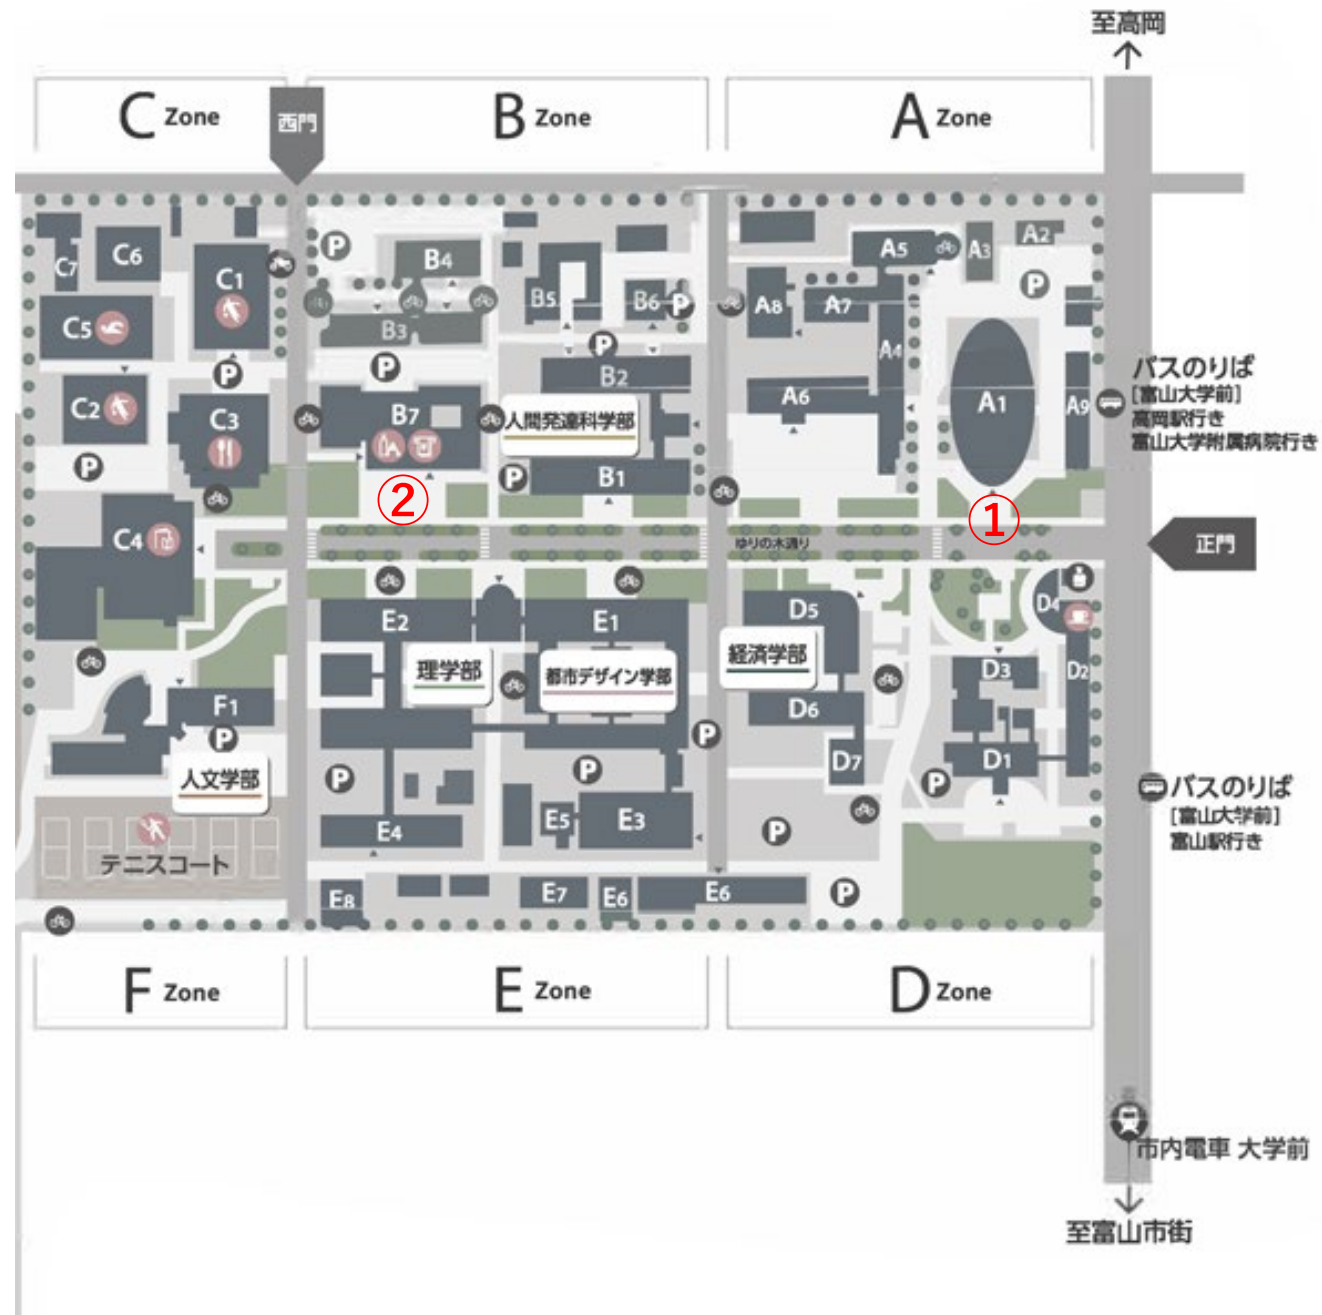 至高岡
C Zone
西門
B Zone
A Zone
C7
C6
C1
C5
C2
C3
C4
P
P
P
B4
B3
B5
B6
P
P
B2
B7
人間発達科学部
B1
P
P
②
A5
A3
A2
A8
A7
A4
A6
A1
A9
P
①
バスのりば
[富山大学前]
高岡駅行き
富山大学附属病院行き
ゆりの木通り
正門
E2
E1
D5
D4
理学部
都市デザイン学部
経済学部
D3
D2
D6
D7
D1
F1
P
人文学部
P
P
P
P
P
バスのりば
[富山大学前]
富山駅行き
E4
E5
E3
テニスコート
E8
E7
E6
E6
P
F Zone
E Zone
D Zone
市内電車 大学前
至富山市街